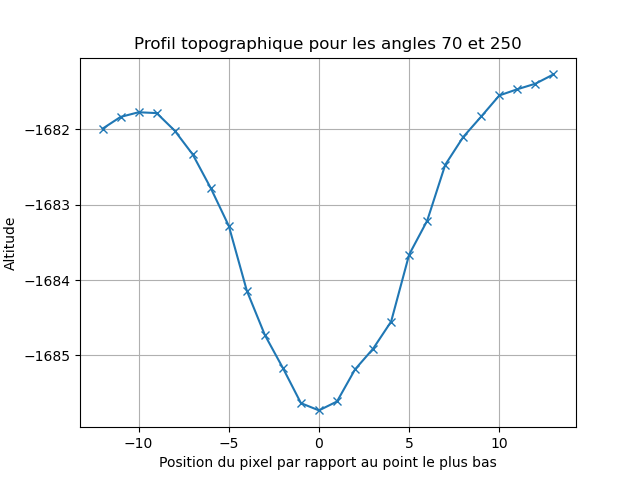 Profil topographique pour les angles 70 et 250
−1682
−1683
−1684
−1685
Altitude
−10 −5 0 5 10
Position du pixel par rapport au point le plus bas